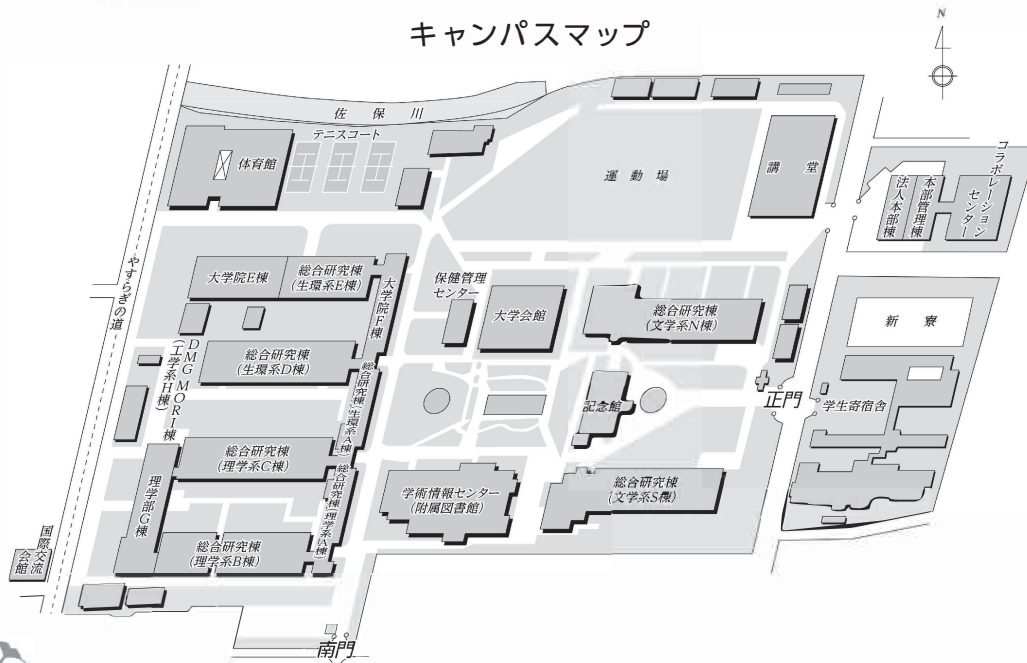 キャンパスマップ
N
佐保川
テニスコート
体育館
運動場
講堂
コラボレーション
センター
本部管理棟
法人本部棟
やすらぎの道
大学院E棟
総合研究棟
(生環系E棟)
大学院F棟
保健管理
センター
大学会館
総合研究棟
(文学系N棟)
新寮
DMG MORI棟
(工学系H棟)
総合研究棟
(生環系D棟)
総合研究棟(生環系A棟)
記念館
正門
学生寄宿舎
総合研究棟
(理学系C棟)
理学部G棟
総合研究棟(理学系A棟)
学術情報センター
(附属図書館)
総合研究棟
(文学系S棟)
総合研究棟
(理学系B棟)
国際交流
会館
南門